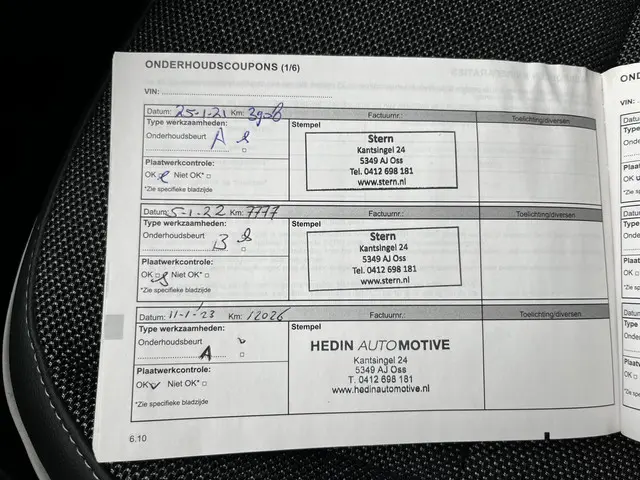 ONDERHOUDSCOUPONS (1/6)
VIN:
Datum: 25-1-21 Km: Factuurnr.: Toelichting/diversen
Type werkzaamheden: Stempel
Onderhoudsbeurt A
Stern
Kantsingel 24
5349 AJ Oss
Tel. 0412 698 181
www.stern.nl
Plaatwerkcontrole:
OK Niet OK*
*Zie specifieke bladzijde
Datum: 5-1-22 Km: 7777 Factuurnr.: Toelichting/diversen
Type werkzaamheden: Stempel
Onderhoudsbeurt B
Stern
Kantsingel 24
5349 AJ Oss
Tel. 0412 698 181
www.stern.nl
Plaatwerkcontrole:
OK Niet OK*
*Zie specifieke bladzijde
Datum: 11-1-'23 Km: 12026 Factuurnr.: Toelichting/diversen
Type werkzaamheden: Stempel
Onderhoudsbeurt A
HEDIN AUTOMOTIVE
Kantsingel 24
5349 AJ Oss
T. 0412 698 181
www.hedinautomotive.nl
Plaatwerkcontrole:
OK Niet OK*
*Zie specifieke bladzijde
6.10